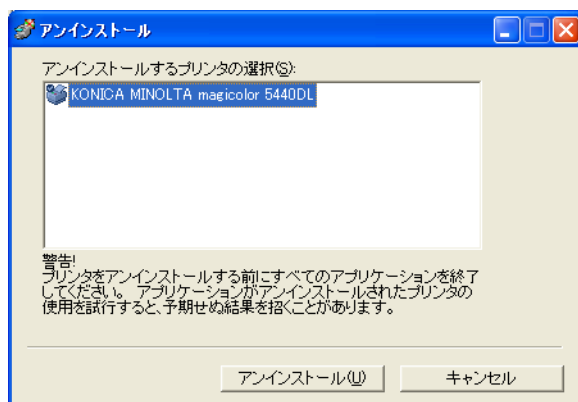 アンインストール
アンインストールするプリンタの選択(S):
KONICA MINOLTA magicolor 5440DL
警告!
プリンタをアンインストールする前にすべてのアプリケーションを終了
してください。 アプリケーションがアンインストールされたプリンタの
使用を試行すると、予期せぬ結果を招くことがあります。
アンインストール(U)
キャンセル